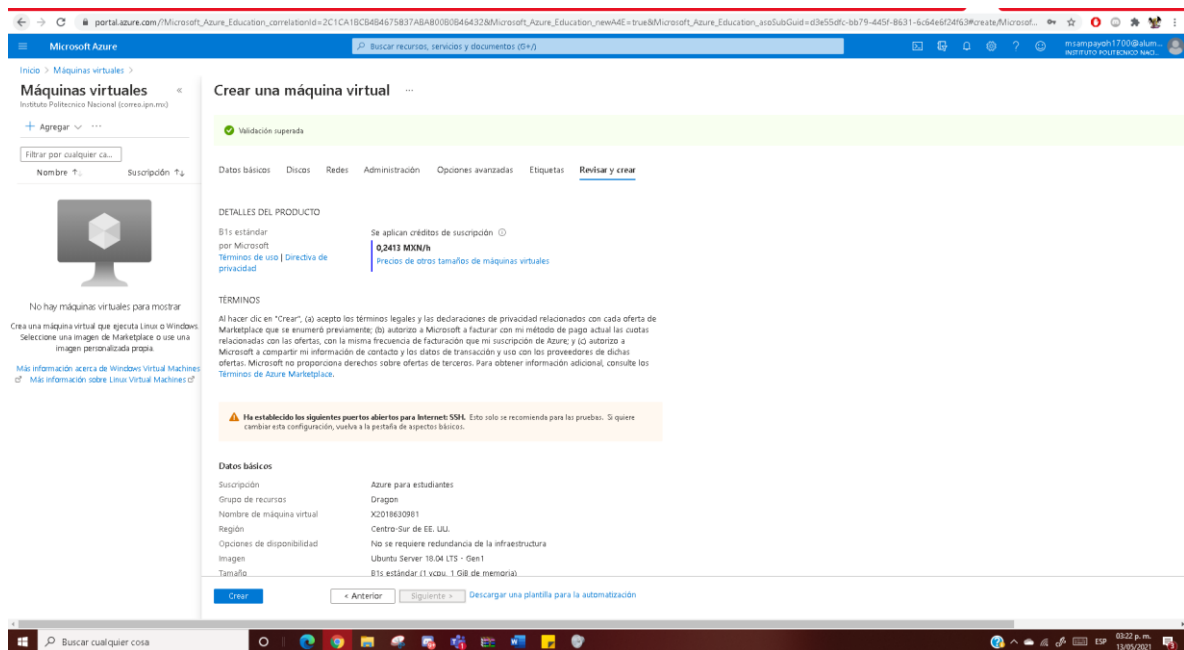 portal.azure.com/?Microsoft_Azure_Education_correlationId=2C1CA1BCB4B4675837ABA800B0B46432&Microsoft_Azure_Education_newA4E=true&Microsoft_Azure_Education_asoSubGuid=d3e55dfc-bb79-445f-8631-6c64e6f24f63#create/Microsof...
Microsoft Azure
Buscar recursos, servicios y documentos (G+/)
msampayoh1700@alum...
INSTITUTO POLITECNICO NACI...
Inicio > Máquinas virtuales >
Máquinas virtuales
Instituto Politecnico Nacional (correo.ipn.mx)
+ Agregar
Filtrar por cualquier ca...
Nombre ↑↓ Suscripción ↑↓
No hay máquinas virtuales para mostrar
Crea una máquina virtual que ejecuta Linux o Windows.
Seleccione una imagen de Marketplace o use una
imagen personalizada propia.
Más información acerca de Windows Virtual Machines
Más información sobre Linux Virtual Machines
Crear una máquina virtual ...
Validación superada
Datos básicos Discos Redes Administración Opciones avanzadas Etiquetas Revisar y crear
DETALLES DEL PRODUCTO
B1s estándar
por Microsoft
Términos de uso | Directiva de
privacidad
Se aplican créditos de suscripción
0,2413 MXN/h
Precios de otros tamaños de máquinas virtuales
TÉRMINOS
Al hacer clic en "Crear", (a) acepto los términos legales y las declaraciones de privacidad relacionados con cada oferta de
Marketplace que se enumeró previamente; (b) autorizo a Microsoft a facturar con mi método de pago actual las cuotas
relacionadas con las ofertas, con la misma frecuencia de facturación que mi suscripción de Azure; y (c) autorizo a
Microsoft a compartir mi información de contacto y los datos de transacción y uso con los proveedores de dichas
ofertas. Microsoft no proporciona derechos sobre ofertas de terceros. Para obtener información adicional, consulte los
Términos de Azure Marketplace.
Ha establecido los siguientes puertos abiertos para Internet: SSH. Esto solo se recomienda para las pruebas. Si quiere
cambiar esta configuración, vuelva a la pestaña de aspectos básicos.
Datos básicos
Suscripción Azure para estudiantes
Grupo de recursos Dragon
Nombre de máquina virtual X2018630981
Región Centro-Sur de EE. UU.
Opciones de disponibilidad No se requiere redundancia de la infraestructura
Imagen Ubuntu Server 18.04 LTS - Gen1
Tamaño B1s estándar (1 vcpu, 1 GiB de memoria)
Crear < Anterior Siguiente > Descargar una plantilla para la automatización
Buscar cualquier cosa
ESP
03:22 p. m.
13/05/2021